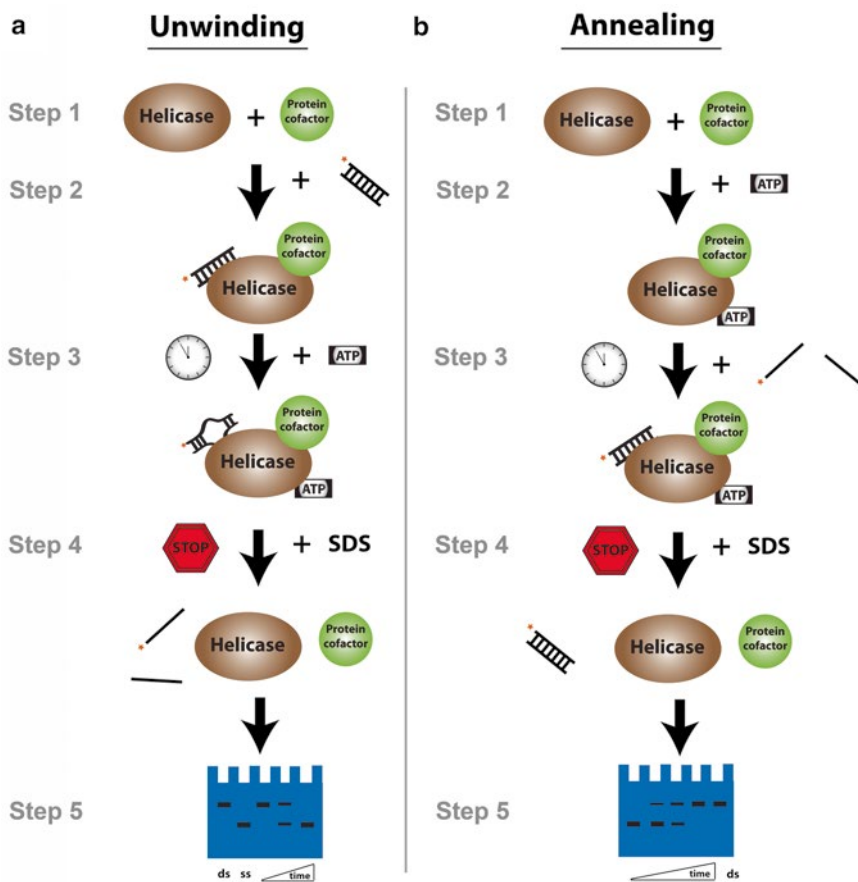 a
Unwinding
Step 1
Helicase
+
Protein
cofactor
Step 2
+
Protein
cofactor
Helicase
Step 3
+
ATP
Protein
cofactor
Helicase
ATP
Step 4
STOP
+ SDS
Helicase
Protein
cofactor
Step 5
ds ss time
b
Annealing
Step 1
Helicase
+
Protein
cofactor
Step 2
+ ATP
Protein
cofactor
Helicase
ATP
Step 3
+
Protein
cofactor
Helicase
ATP
Step 4
STOP
+ SDS
Helicase
Protein
cofactor
Step 5
time ds